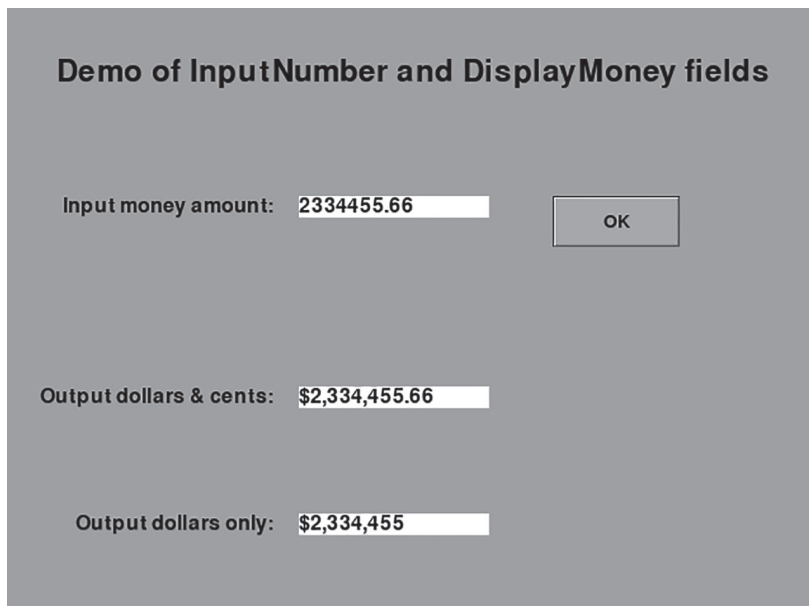 Demo of InputNumber and DisplayMoney fields
Input money amount: 2334455.66
OK
Output dollars & cents: $2,334,455.66
Output dollars only: $2,334,455